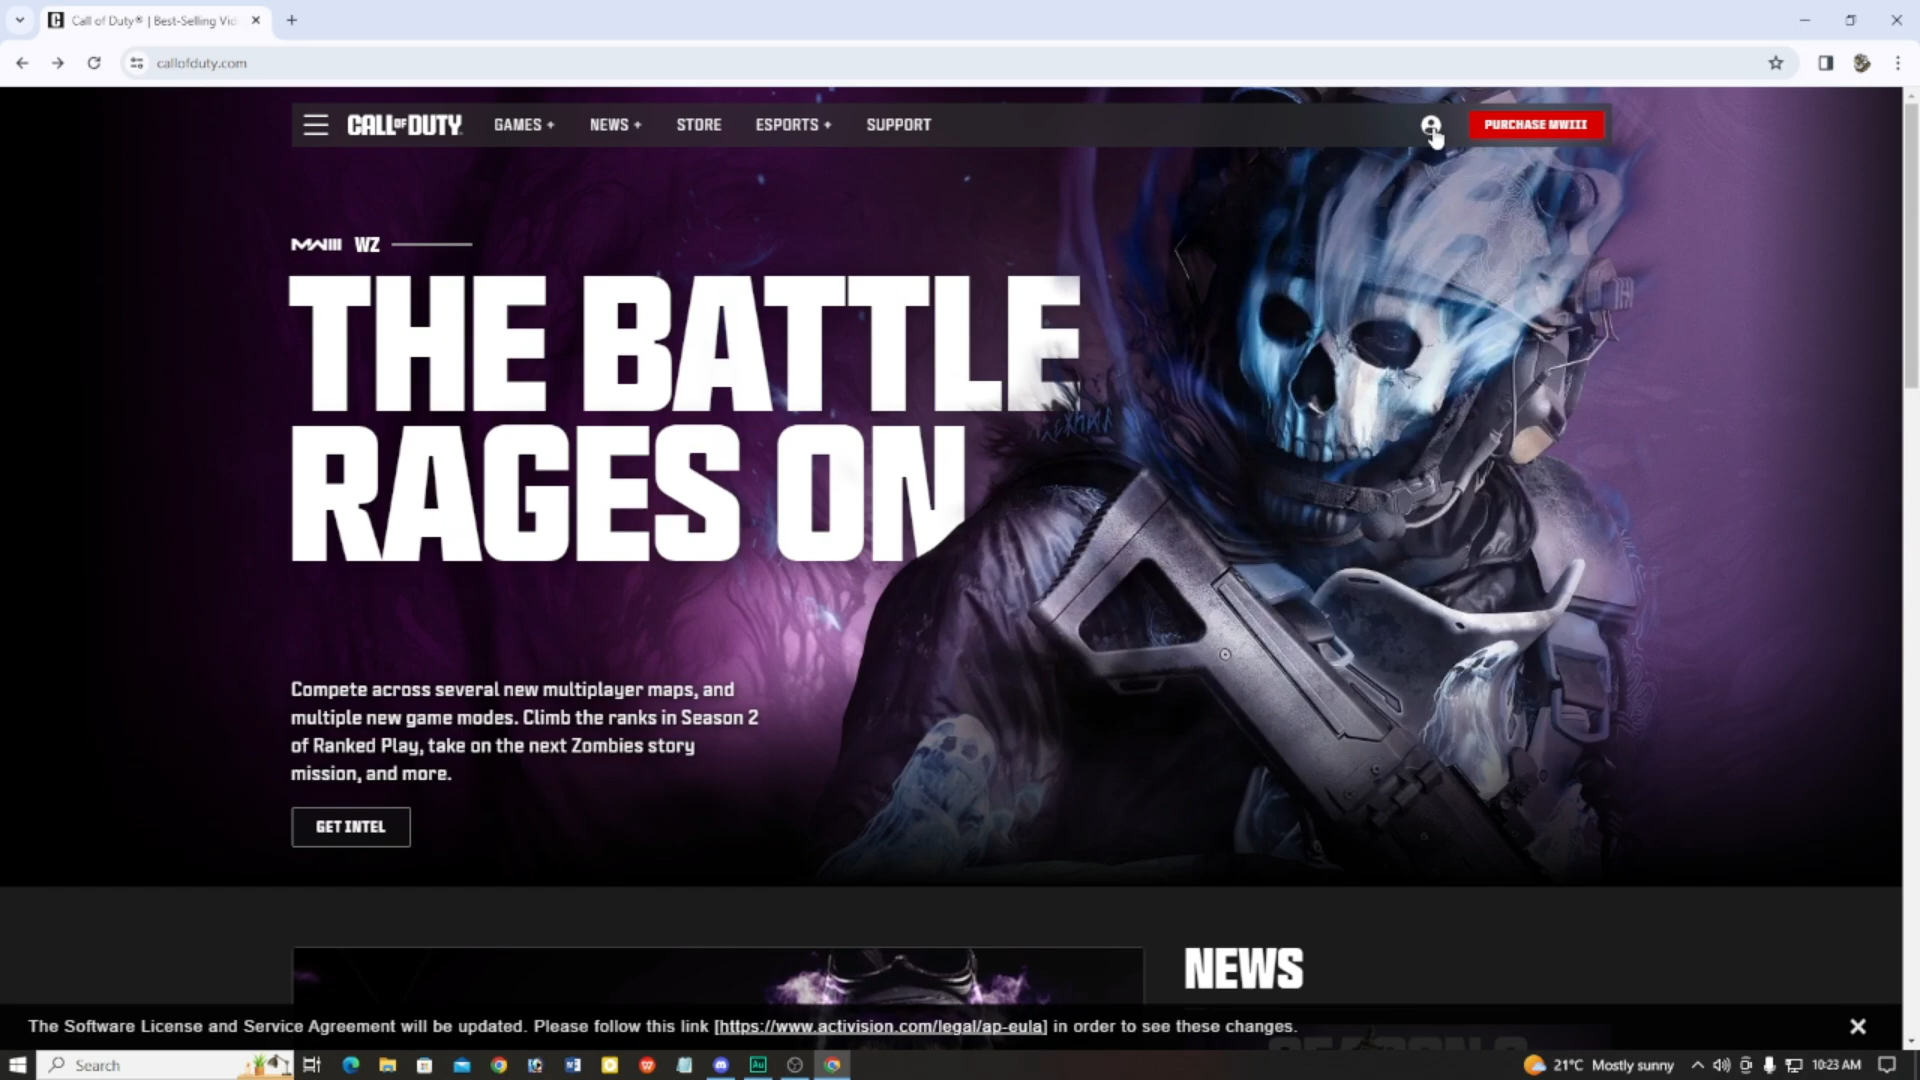 Call of Duty® | Best-Selling Vid
callofduty.com
CALL OF DUTY
GAMES +
NEWS +
STORE
ESPORTS +
SUPPORT
PURCHASE MWIII
MWIII WZ
THE BATTLE
RAGES ON
Compete across several new multiplayer maps, and
multiple new game modes. Climb the ranks in Season 2
of Ranked Play, take on the next Zombies story
mission, and more.
GET INTEL
NEWS
The Software License and Service Agreement will be updated. Please follow this link [https://www.activision.com/legal/ap-eula] in order to see these changes.
Search
Au
21°C Mostly sunny
10:23 AM